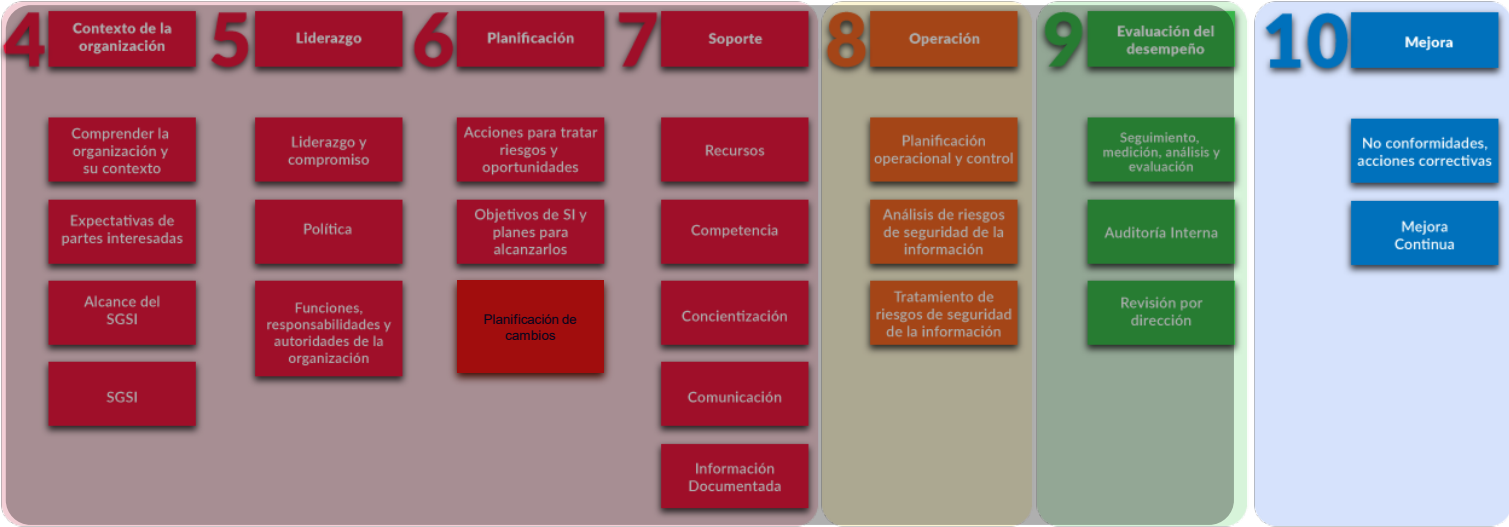 4
Contexto de la
organización
Comprender la
organización y
su contexto
Expectativas de
partes interesadas
Alcance del
SGSI
SGSI
5
Liderazgo
Liderazgo y
compromiso
Política
Funciones,
responsabilidades y
autoridades de la
organización
6
Planificación
Acciones para tratar
riesgos y
oportunidades
Objetivos de SI y
planes para
alcanzarlos
Planificación de
cambios
7
Soporte
Recursos
Competencia
Concientización
Comunicación
Información
Documentada
8
Operación
Planificación
operacional y control
Análisis de riesgos
de seguridad de la
información
Tratamiento de
riesgos de seguridad
de la información
9
Evaluación del
desempeño
Seguimiento,
medición, análisis y
evaluación
Auditoría Interna
Revisión por
dirección
10
Mejora
No conformidades,
acciones correctivas
Mejora
Continua